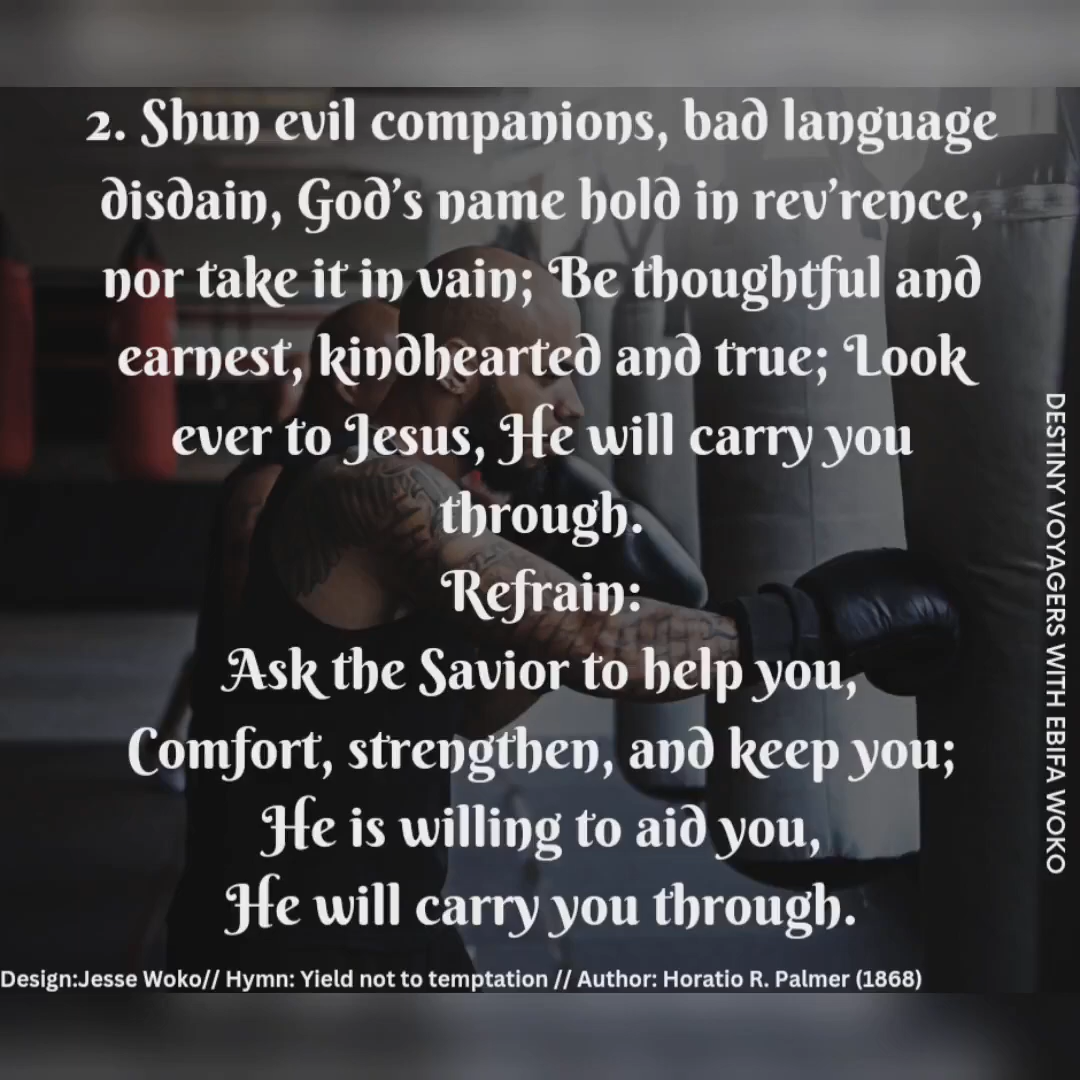 2. Shun evil companions, bad language
disdain, God's name hold in rev'rence,
nor take it in vain; Be thoughtful and
earnest, kindhearted and true; Look
ever to Jesus, He will carry you
through.
Refrain:
Ask the Savior to help you,
Comfort, strengthen, and keep you;
He is willing to aid you,
He will carry you through.
Design:Jesse Woko// Hymn: Yield not to temptation // Author: Horatio R. Palmer (1868)
DESTINY VOYAGERS WITH EBIFA WOKO